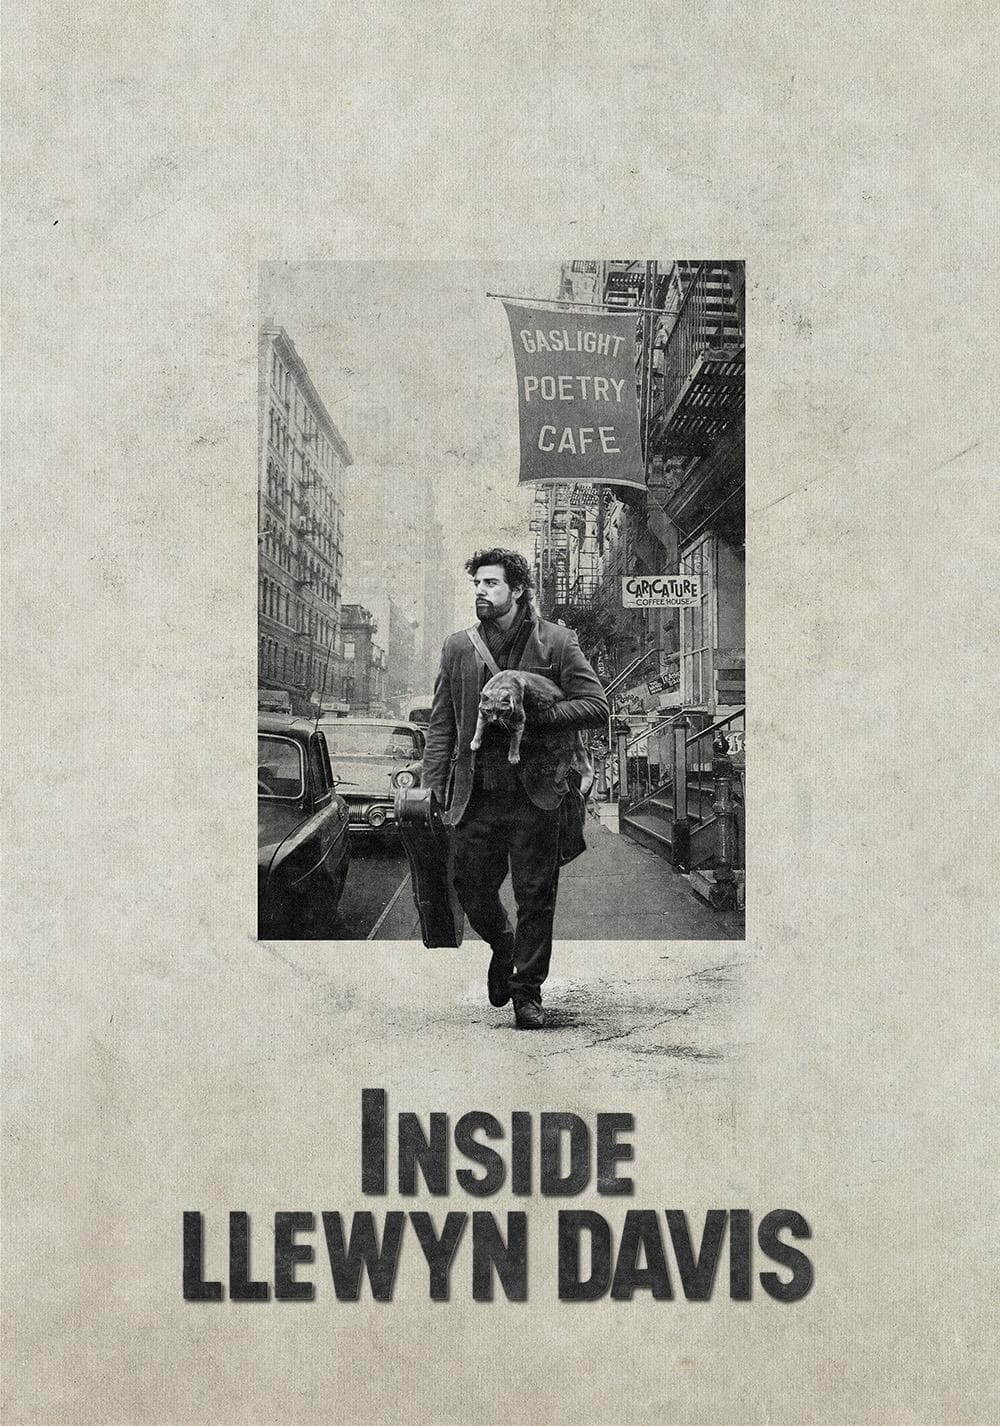 GASLIGHT
POETRY
CAFE
CARICATURE
COFFEE HOUSE
INSIDE
LLEWYN DAVIS